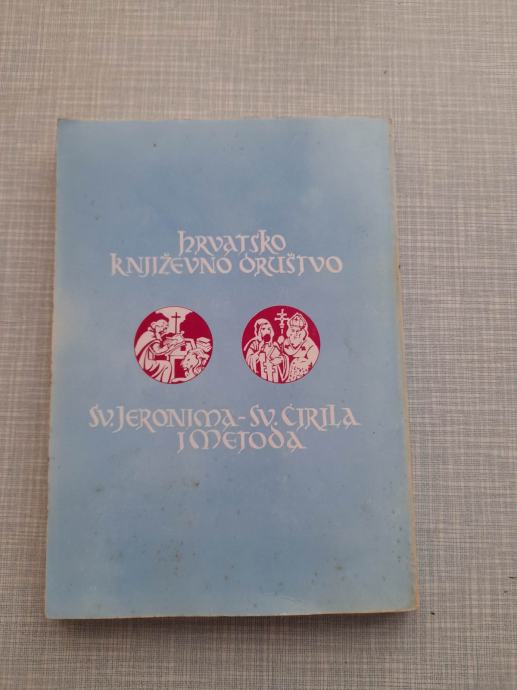 hrvatsko
književno društvo
sv. Jeronima - sv. Ćirila
i Metoda